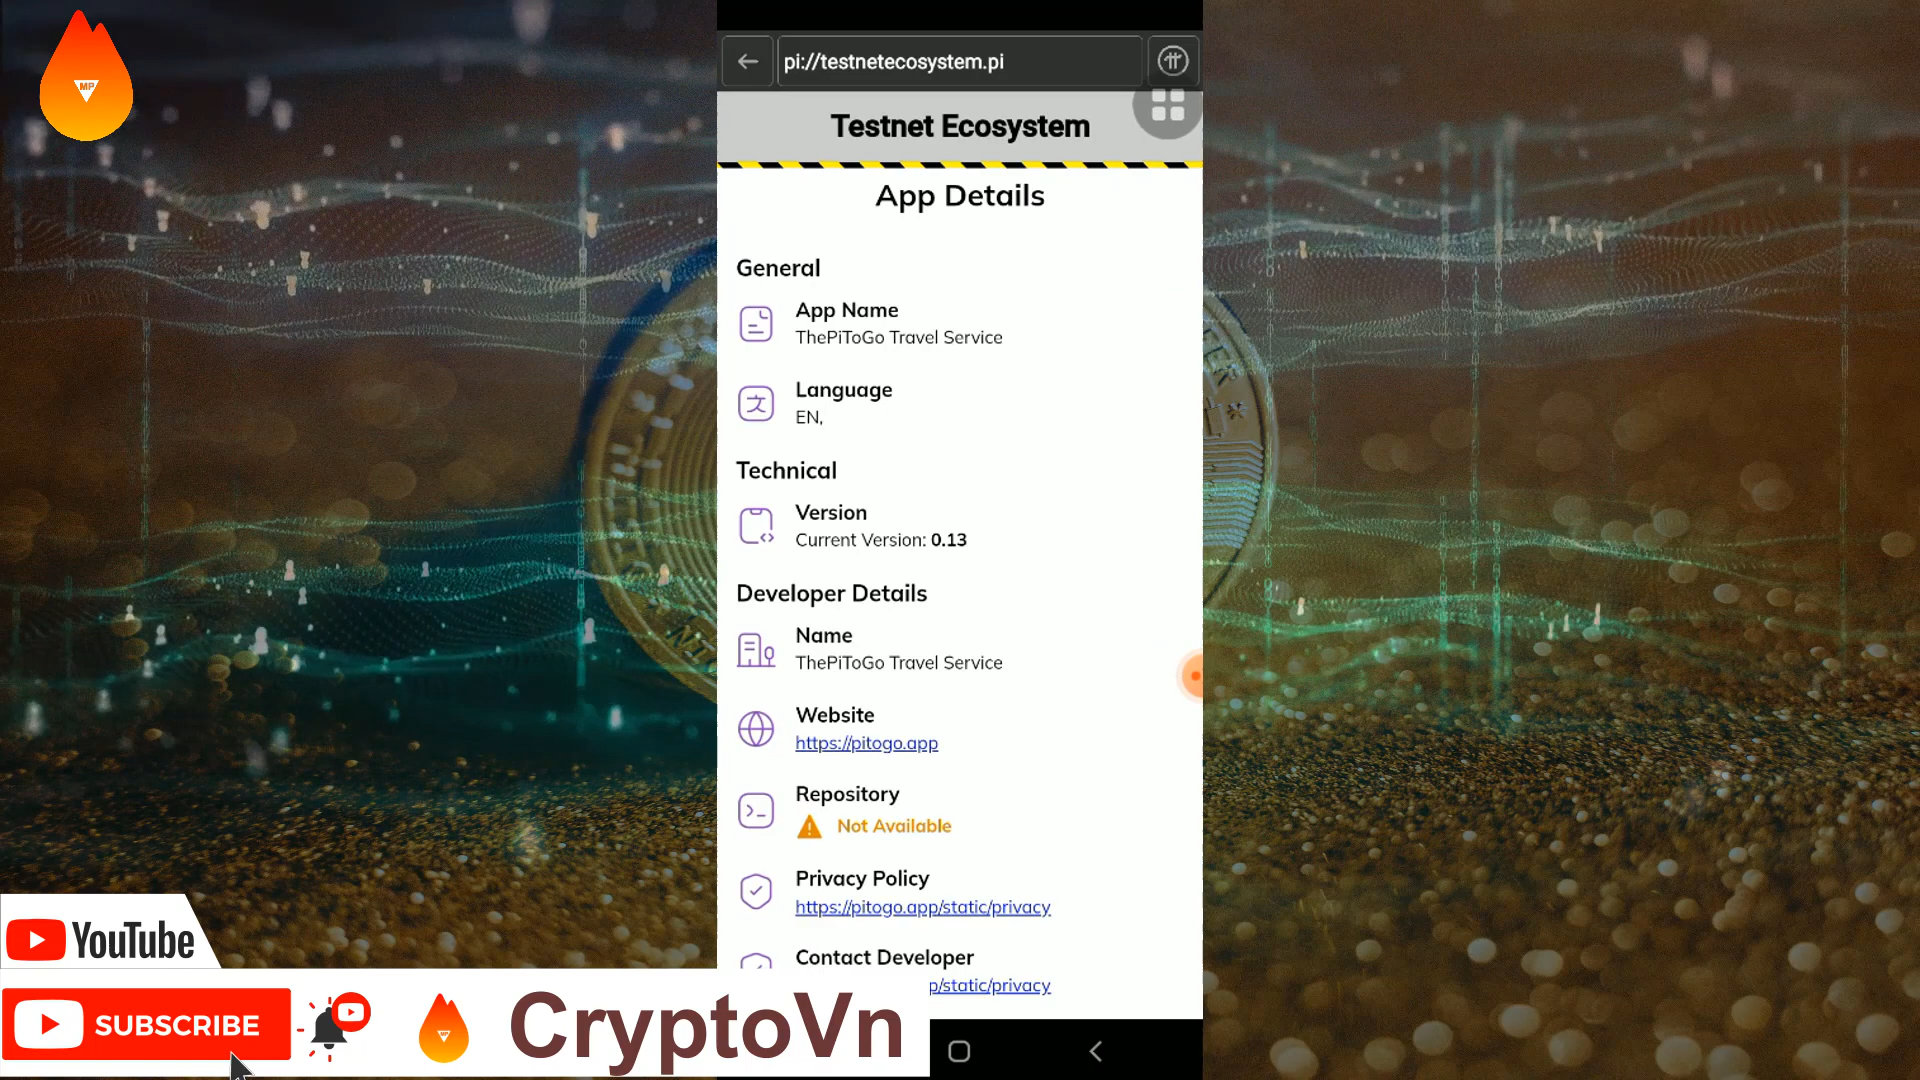 MP
pi://testnetecosystem.pi
Testnet Ecosystem
App Details
General
App Name
ThePiToGo Travel Service
Language
EN,
Technical
Version
Current Version: 0.13
Developer Details
Name
ThePiToGo Travel Service
Website
https://pitogo.app
Repository
Not Available
Privacy Policy
https://pitogo.app/static/privacy
Contact Developer
p/static/privacy
YouTube
SUBSCRIBE
MP
CryptoVn